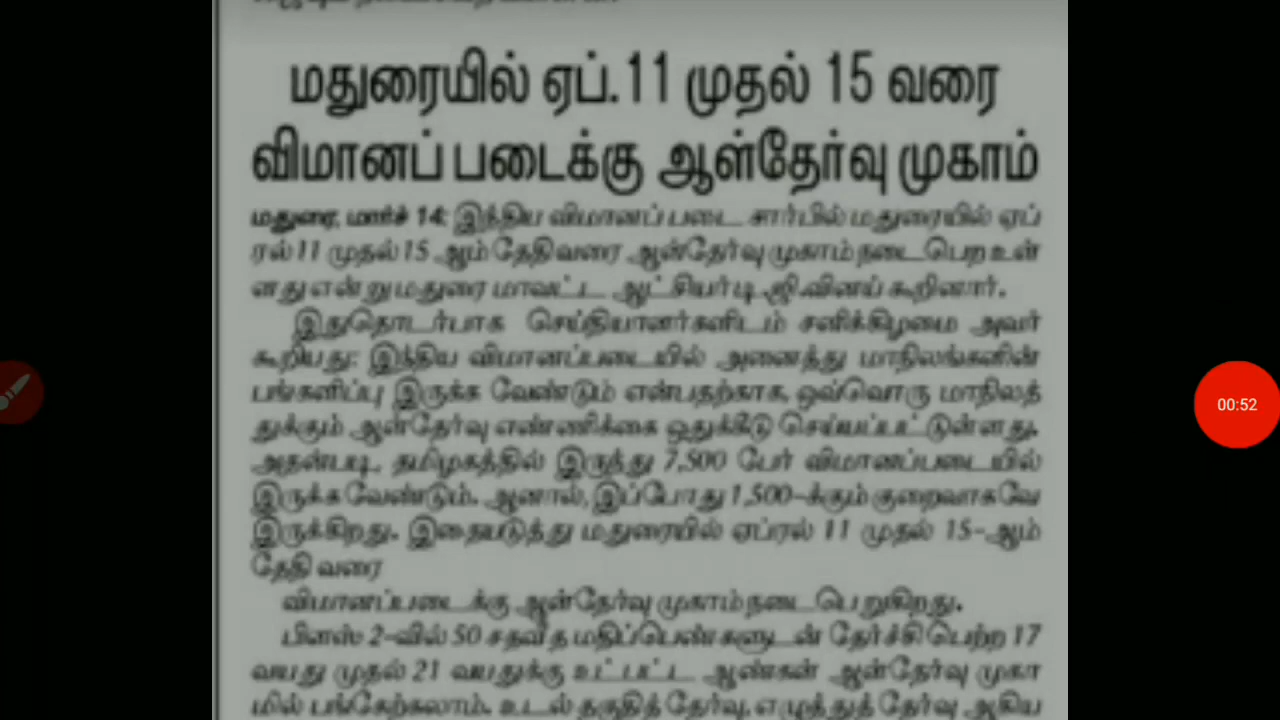 மதுரையில் ஏப்.11 முதல் 15 வரை
விமானப் படைக்கு ஆள்தேர்வு முகாம்
மதுரை, மார்ச் 14: இந்திய விமானப் படை சார்பில் மதுரையில் ஏப்
ரல் 11 முதல் 15 ஆம் தேதி வரை ஆள்தேர்வு முகாம் நடைபெற உள்
ளது என்று மதுரை மாவட்ட ஆட்சியர் டி.ஜி.வினய் கூறினார்.
இதுதொடர்பாக செய்தியாளர்களிடம் சனிக்கிழமை அவர்
கூறியது: இந்திய விமானப்படையில் அனைத்து மாநிலங்களின்
பங்களிப்பு இருக்க வேண்டும் என்பதற்காக, ஒவ்வொரு மாநிலத்
துக்கும் ஆள்தேர்வு எண்ணிக்கை ஒதுக்கீடு செய்யப்பட்டுள்ளது.
அதன்படி, தமிழகத்தில் இருந்து 7,500 பேர் விமானப்படையில்
இருக்க வேண்டும். ஆனால், இப்போது 1,500-க்கும் குறைவாகவே
இருக்கிறது. இதையடுத்து மதுரையில் ஏப்ரல் 11 முதல் 15-ஆம்
தேதி வரை
விமானப்படைக்கு ஆள்தேர்வு முகாம் நடைபெறுகிறது.
பிளஸ் 2-வில் 50 சதவீத மதிப்பெண்களுடன் தேர்ச்சி பெற்ற 17
வயது முதல் 21 வயதுக்கு உட்பட்ட ஆண்கள் ஆள்தேர்வு முகா
மில் பங்கேற்கலாம். உடல் தகுதித் தேர்வு, எழுத்துத் தேர்வு ஆகிய
00:52